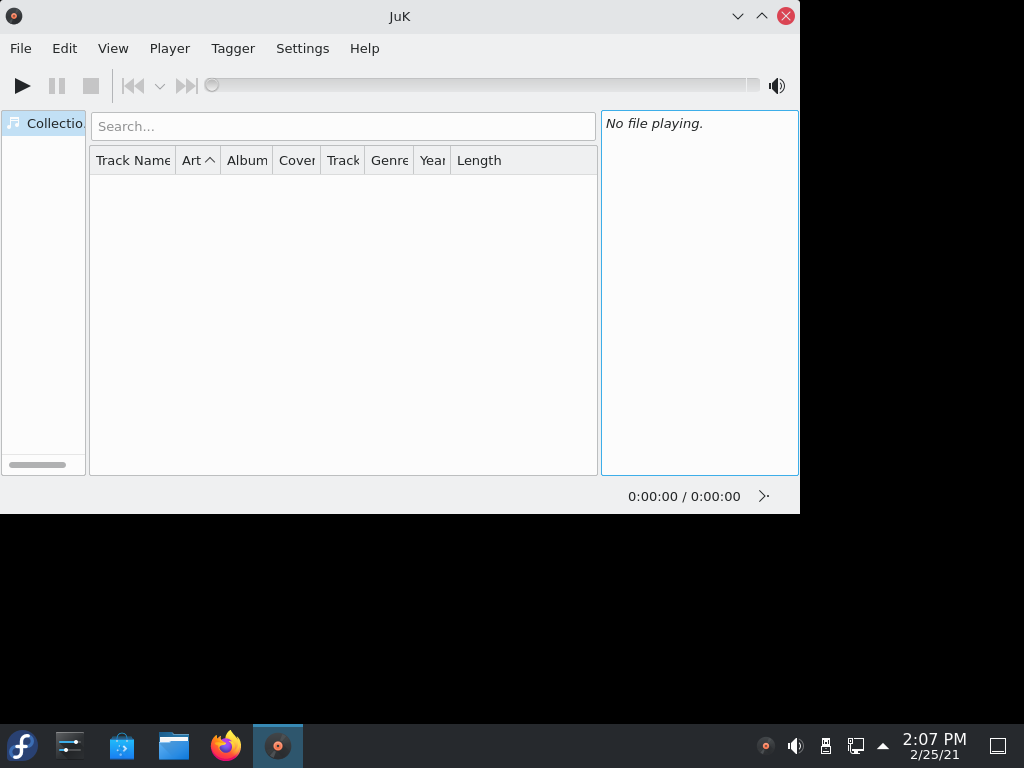 JuK
File Edit View Player Tagger Settings Help
Collectio
Search...
No file playing.
Track Name Art Album Cover Track Genre Year Length
0:00:00 / 0:00:00
2:07 PM
2/25/21